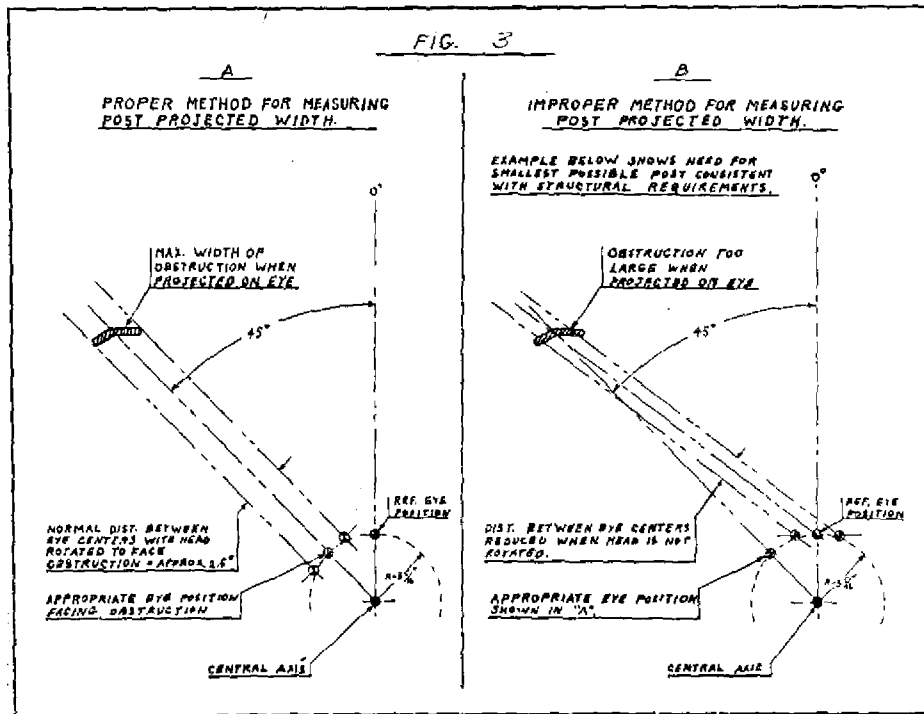 FIG. 3
A
PROPER METHOD FOR MEASURING
POST PROJECTED WIDTH.
0°
MAX. WIDTH OF
OBSTRUCTION WHEN
PROJECTED ON EYE
45°
REF. EYE
POSITION
NORMAL DIST. BETWEEN
EYE CENTERS WITH HEAD
ROTATED TO FACE
OBSTRUCTION = APPROX 2.5"
APPROPRIATE EYE POSITION
FACING OBSTRUCTION
CENTRAL AXIS
B
IMPROPER METHOD FOR MEASURING
POST PROJECTED WIDTH.
EXAMPLE BELOW SHOWS NEED FOR
SMALLEST POSSIBLE POST CONSISTENT
WITH STRUCTURAL REQUIREMENTS.
0°
OBSTRUCTION TOO
LARGE WHEN
PROJECTED ON EYE
45°
REF. EYE
POSITION
DIST. BETWEEN EYE CENTERS
REDUCED WHEN HEAD IS NOT
ROTATED.
APPROPRIATE EYE POSITION
SHOWN IN "A"
CENTRAL AXIS